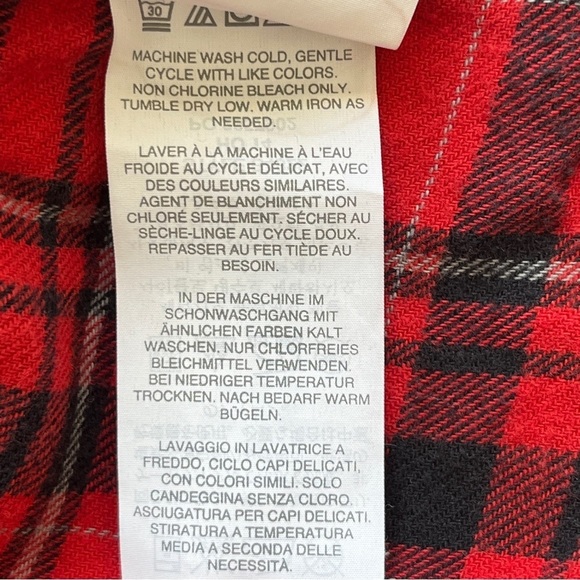 30
MACHINE WASH COLD, GENTLE
CYCLE WITH LIKE COLORS.
NON CHLORINE BLEACH ONLY.
TUMBLE DRY LOW. WARM IRON AS
NEEDED.
LAVER À LA MACHINE À L'EAU
FROIDE AU CYCLE DÉLICAT, AVEC
DES COULEURS SIMILAIRES.
AGENT DE BLANCHIMENT NON
CHLORÉ SEULEMENT. SÉCHER AU
SÈCHE-LINGE AU CYCLE DOUX.
REPASSER AU FER TIÈDE AU
BESOIN.
IN DER MASCHINE IM
SCHONWASCHGANG MIT
ÄHNLICHEN FARBEN KALT
WASCHEN. NUR CHLORFREIES
BLEICHMITTEL VERWENDEN.
BEI NIEDRIGER TEMPERATUR
TROCKNEN. NACH BEDARF WARM
BÜGELN.
LAVAGGIO IN LAVATRICE A
FREDDO, CICLO CAPI DELICATI,
CON COLORI SIMILI. SOLO
CANDEGGINA SENZA CLORO,
ASCIUGATURA PER CAPI DELICATI.
STIRATURA A TEMPERATURA
MEDIA A SECONDA DELLE
NECESSITÀ.